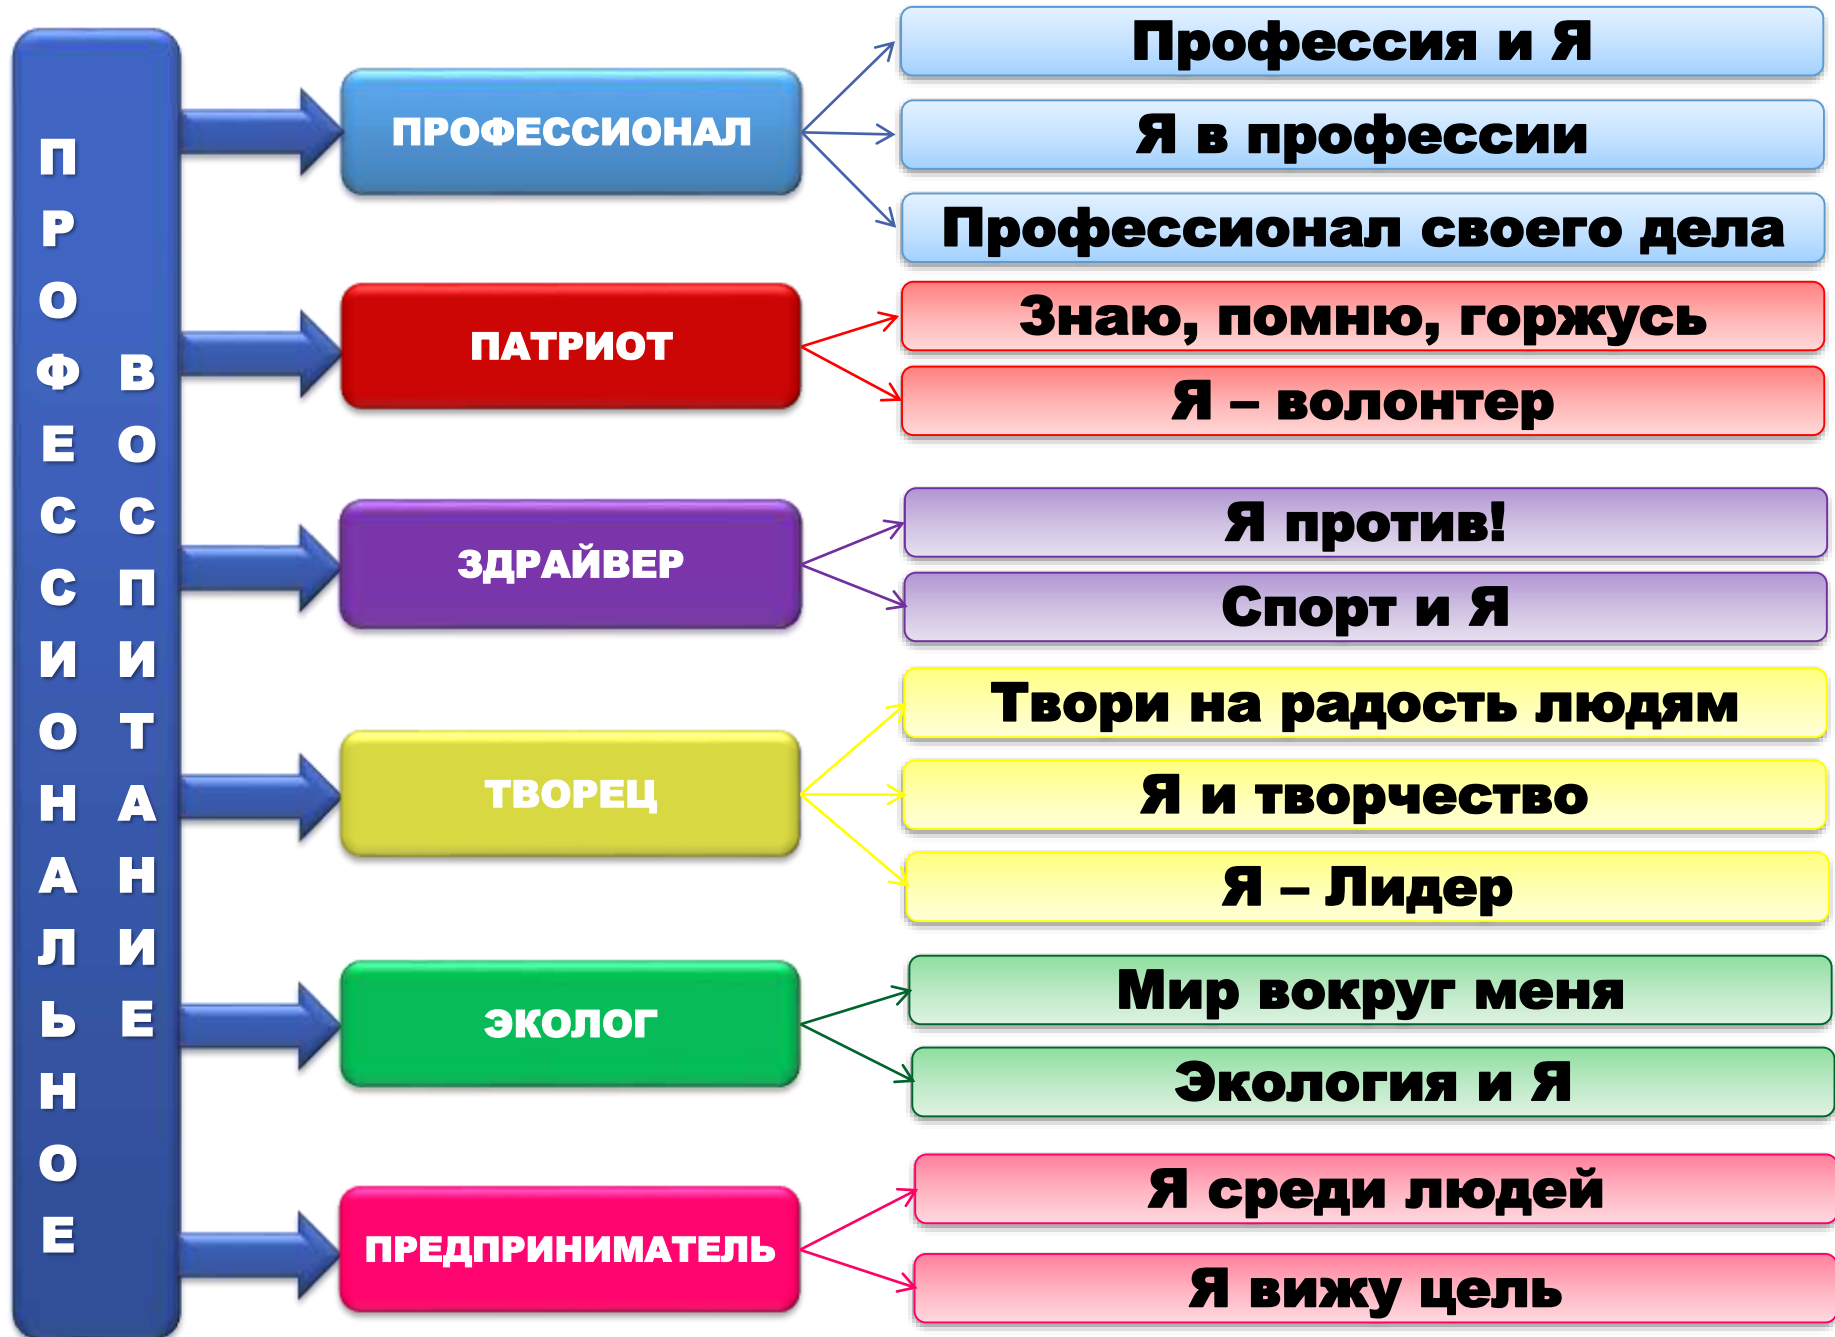 ПРОФЕССИОНАЛЬНОЕ
ВОСПИТАНИЕ
ПРОФЕССИОНАЛ
Профессия и Я
Я в профессии
Профессионал своего дела
ПАТРИОТ
Знаю, помню, горжусь
Я – волонтер
ЗДРАЙВЕР
Я против!
Спорт и Я
ТВОРЕЦ
Твори на радость людям
Я и творчество
Я – Лидер
ЭКОЛОГ
Мир вокруг меня
Экология и Я
ПРЕДПРИНИМАТЕЛЬ
Я среди людей
Я вижу цель